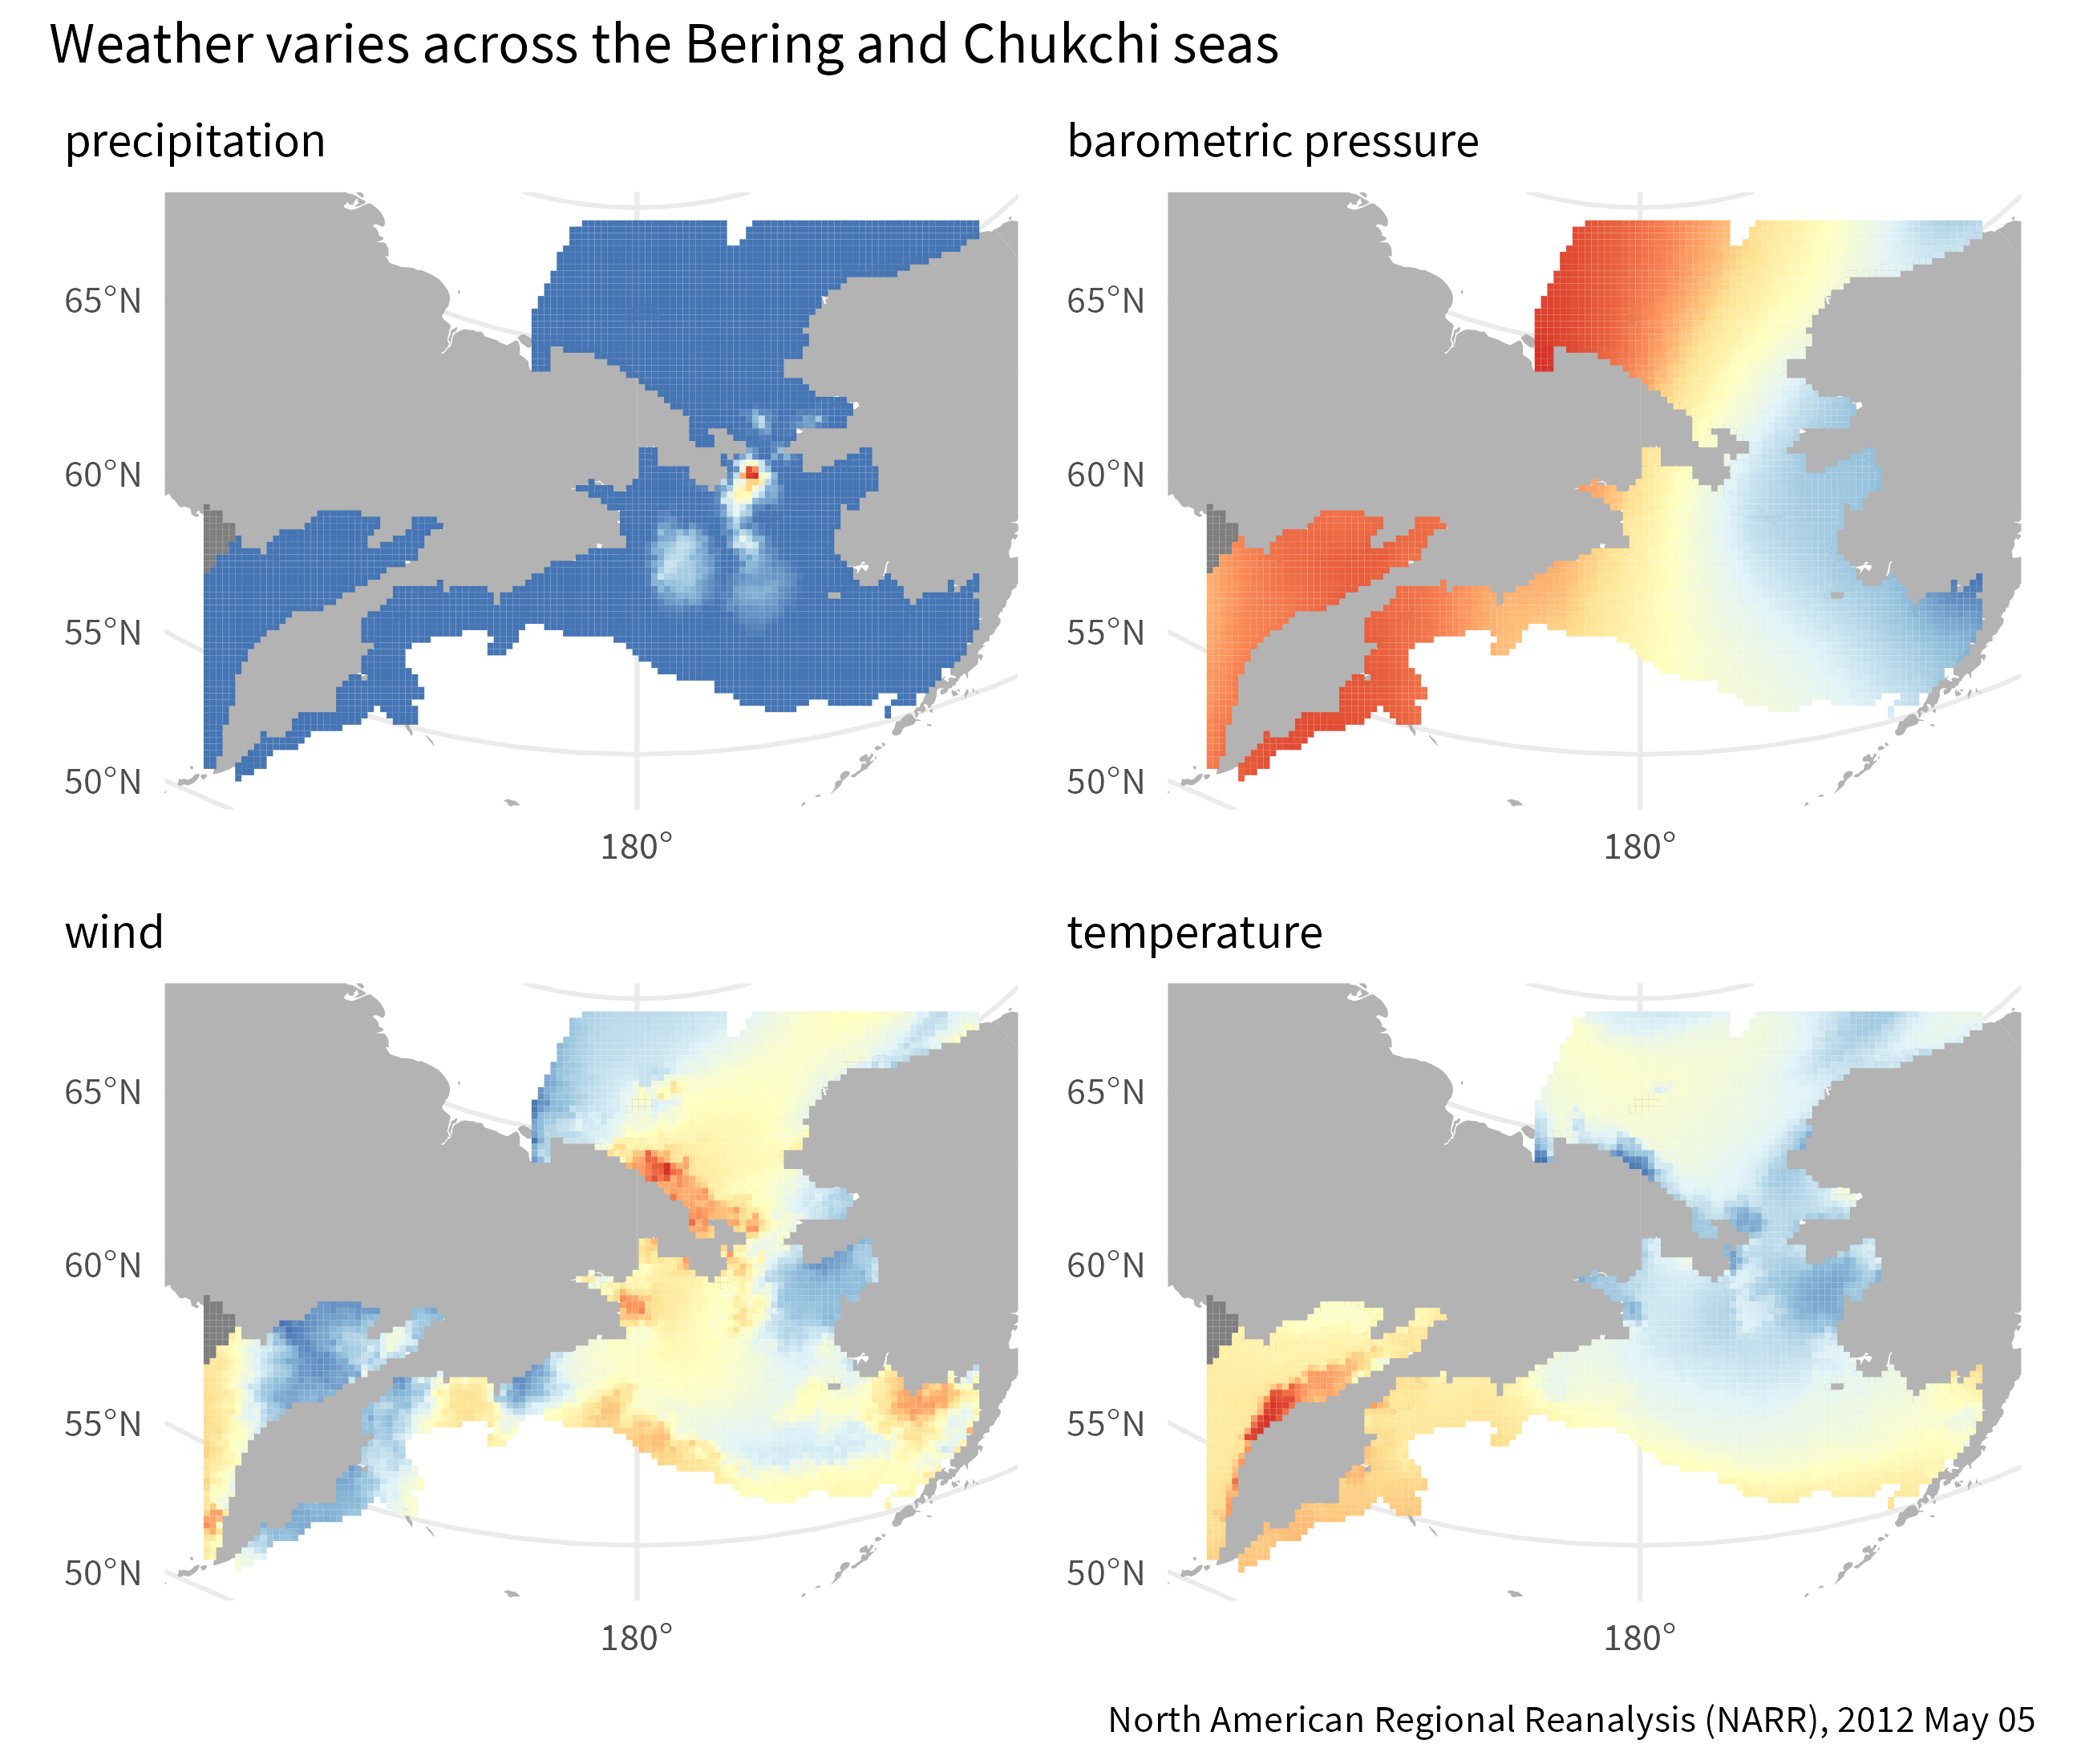 Weather varies across the Bering and Chukchi seas
precipitation
65°N
60°N
55°N
50°N
180°
barometric pressure
65°N
60°N
55°N
50°N
180°
wind
65°N
60°N
55°N
50°N
180°
temperature
65°N
60°N
55°N
50°N
180°
North American Regional Reanalysis (NARR), 2012 May 05